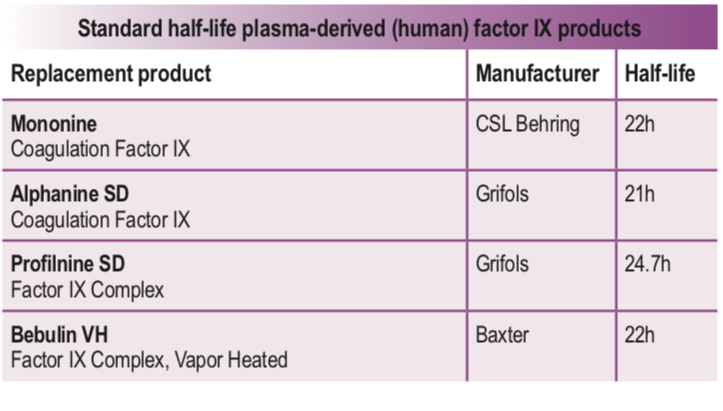 Standard half-life plasma-derived (human) factor IX products
Replacement product Manufacturer Half-life
Mononine CSL Behring 22h
Coagulation Factor IX
Alphanine SD Grifols 21h
Coagulation Factor IX
Profilnine SD Grifols 24.7h
Factor IX Complex
Bebulin VH Baxter 22h
Factor IX Complex, Vapor Heated